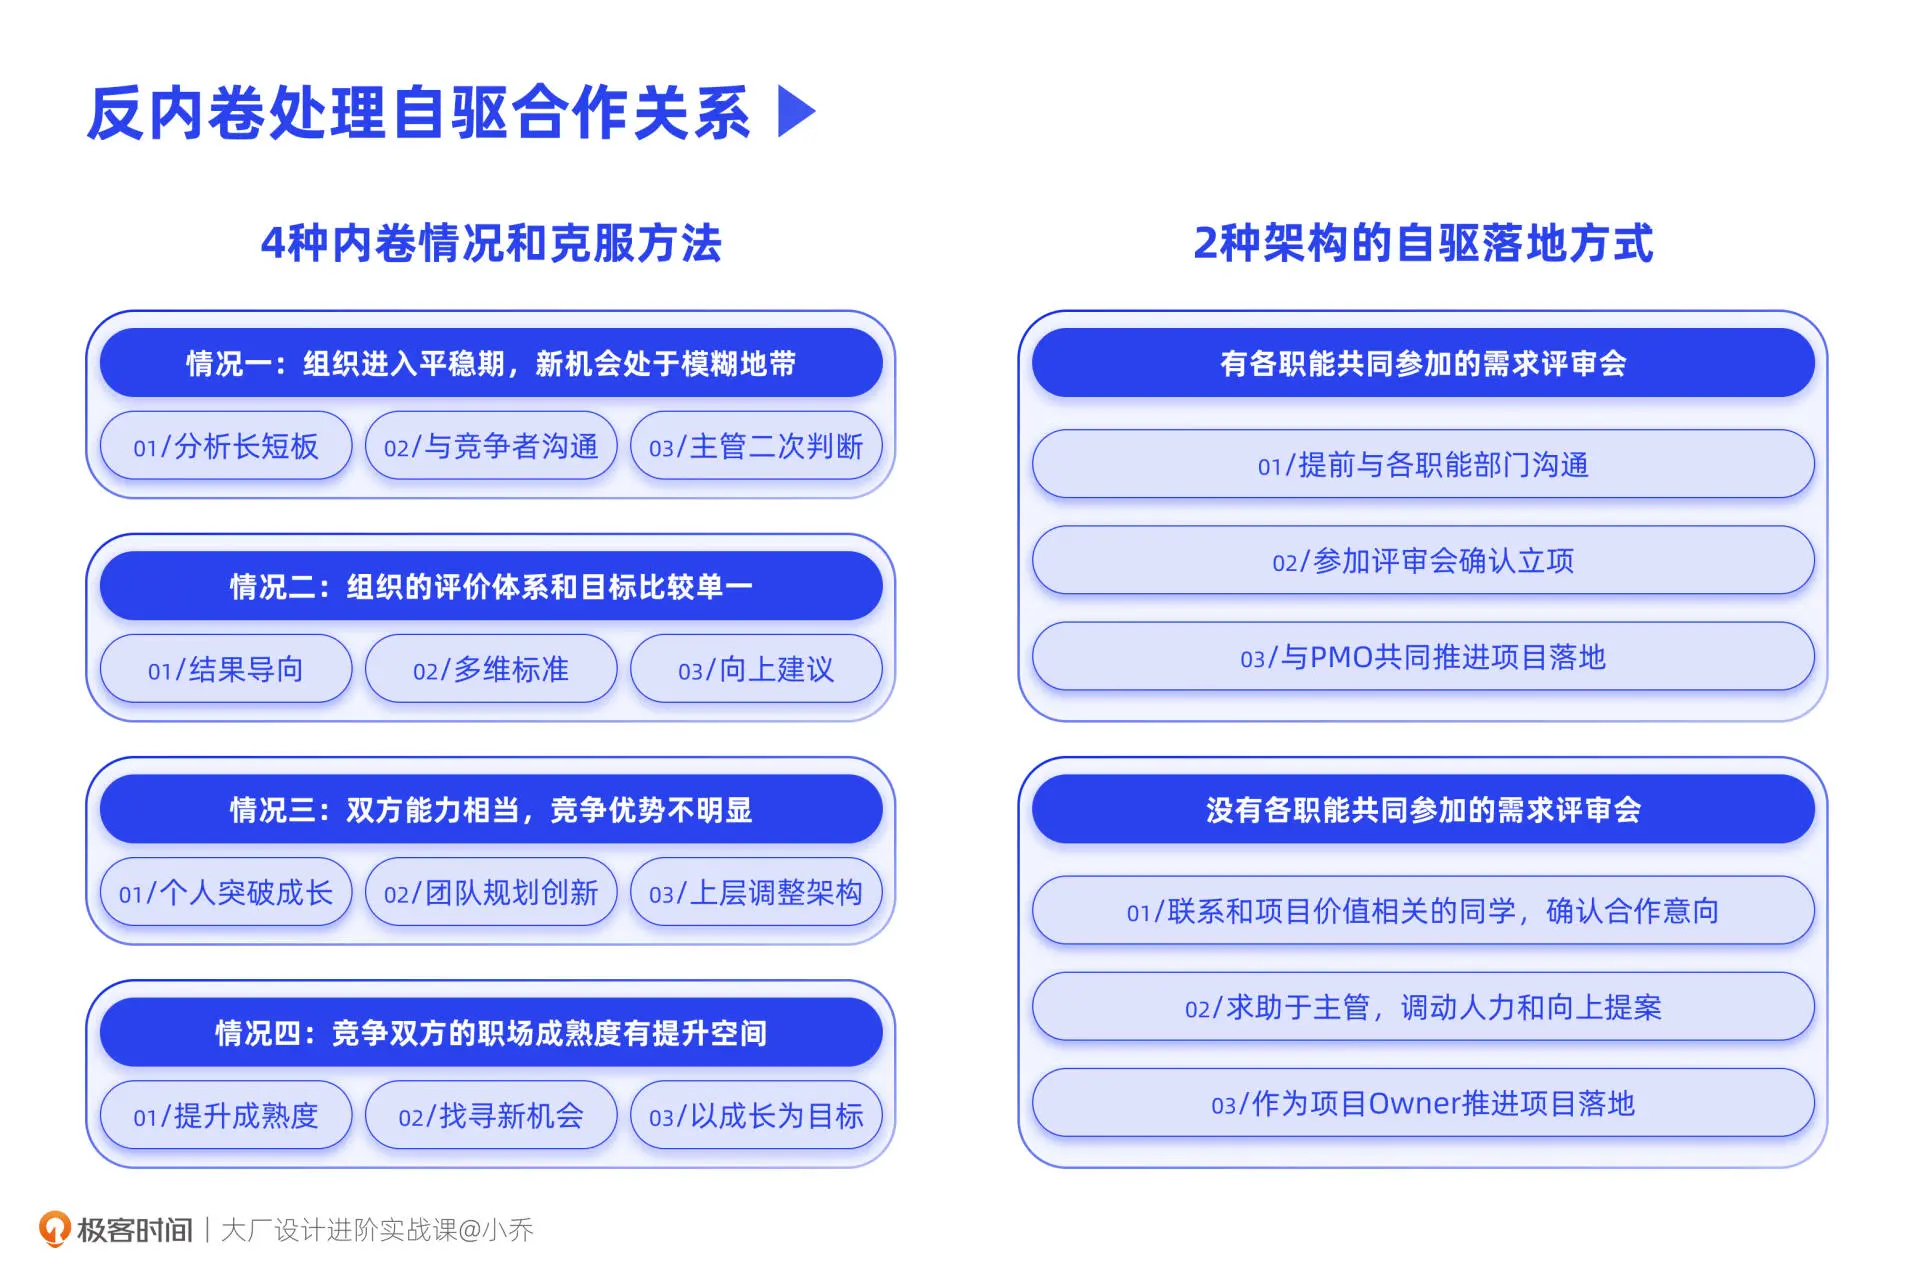 反内卷处理自驱合作关系
4种内卷情况和克服方法
情况一：组织进入平稳期，新机会处于模糊地带
01/分析长短板
02/与竞争者沟通
03/主管二次判断
情况二：组织的评价体系和目标比较单一
01/结果导向
02/多维标准
03/向上建议
情况三：双方能力相当，竞争优势不明显
01/个人突破成长
02/团队规划创新
03/上层调整架构
情况四：竞争双方的职场成熟度有提升空间
01/提升成熟度
02/找寻新机会
03/以成长为目标
2种架构的自驱落地方式
有各职能共同参加的需求评审会
01/提前与各职能部门沟通
02/参加评审会确认立项
03/与PMO共同推进项目落地
没有各职能共同参加的需求评审会
01/联系和项目价值相关的同学，确认合作意向
02/求助于主管，调动人力和向上提案
03/作为项目Owner推进项目落地
极客时间｜大厂设计进阶实战课@小乔